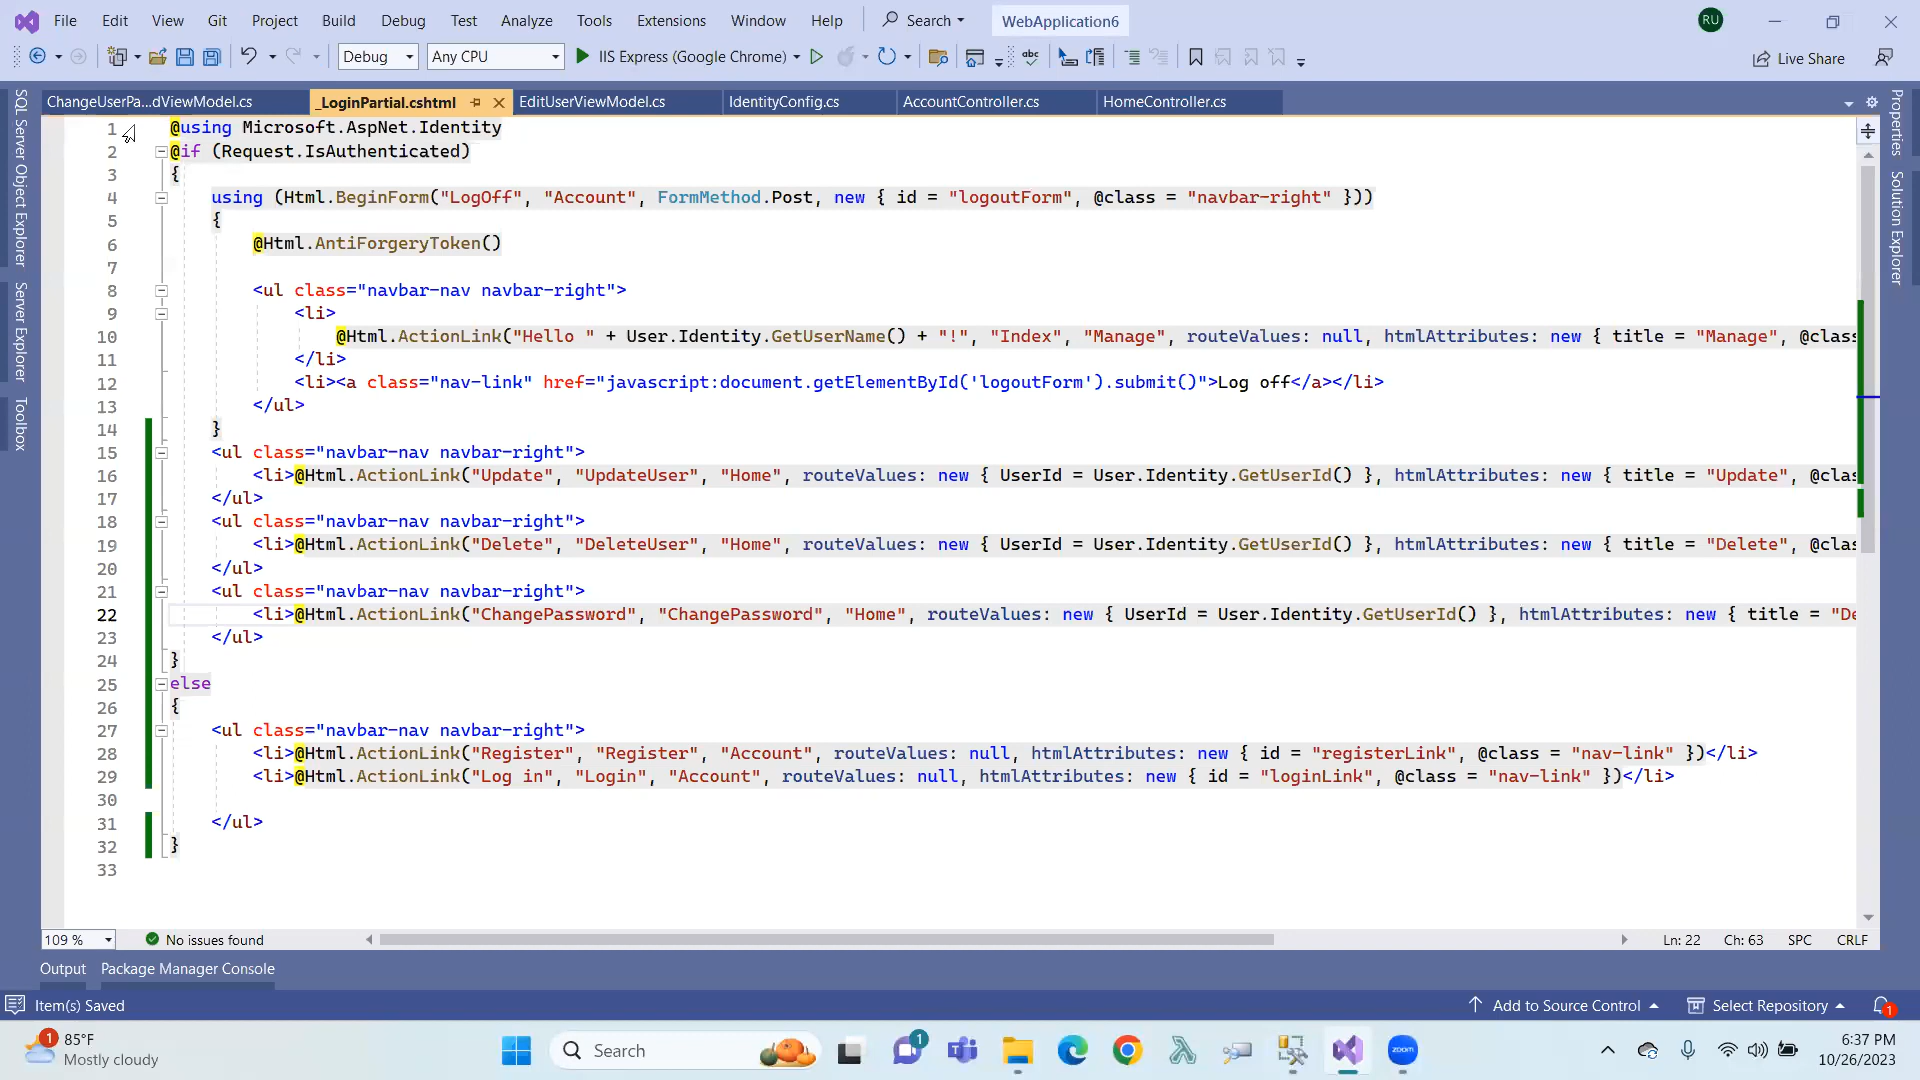 File Edit View Git Project Build Debug Test Analyze Tools Extensions Window Help Search WebApplication6 RU
Debug Any CPU IIS Express (Google Chrome) Live Share
ChangeUserPa...dViewModel.cs _LoginPartial.cshtml EditUserViewModel.cs IdentityConfig.cs AccountController.cs HomeController.cs
SQL Server Object Explorer
Server Explorer
Toolbox
Properties
Solution Explorer
1 @using Microsoft.AspNet.Identity
2 @if (Request.IsAuthenticated)
3 {
4 using (Html.BeginForm("LogOff", "Account", FormMethod.Post, new { id = "logoutForm", @class = "navbar-right" }))
5 {
6 @Html.AntiForgeryToken()
7
8 <ul class="navbar-nav navbar-right">
9 <li>
10 @Html.ActionLink("Hello " + User.Identity.GetUserName() + "!", "Index", "Manage", routeValues: null, htmlAttributes: new { title = "Manage", @clas
11 </li>
12 <li><a class="nav-link" href="javascript:document.getElementById('logoutForm').submit()">Log off</a></li>
13 </ul>
14 }
15 <ul class="navbar-nav navbar-right">
16 <li>@Html.ActionLink("Update", "UpdateUser", "Home", routeValues: new { UserId = User.Identity.GetUserId() }, htmlAttributes: new { title = "Update", @clas
17 </ul>
18 <ul class="navbar-nav navbar-right">
19 <li>@Html.ActionLink("Delete", "DeleteUser", "Home", routeValues: new { UserId = User.Identity.GetUserId() }, htmlAttributes: new { title = "Delete", @clas
20 </ul>
21 <ul class="navbar-nav navbar-right">
22 <li>@Html.ActionLink("ChangePassword", "ChangePassword", "Home", routeValues: new { UserId = User.Identity.GetUserId() }, htmlAttributes: new { title = "De
23 </ul>
24 }
25 else
26 {
27 <ul class="navbar-nav navbar-right">
28 <li>@Html.ActionLink("Register", "Register", "Account", routeValues: null, htmlAttributes: new { id = "registerLink", @class = "nav-link" })</li>
29 <li>@Html.ActionLink("Log in", "Login", "Account", routeValues: null, htmlAttributes: new { id = "loginLink", @class = "nav-link" })</li>
30
31 </ul>
32 }
33
109 % No issues found Ln: 22 Ch: 63 SPC CRLF
Output Package Manager Console
Item(s) Saved Add to Source Control Select Repository 1
1 85°F
Mostly cloudy
Search 1 zoom
6:37 PM
10/26/2023